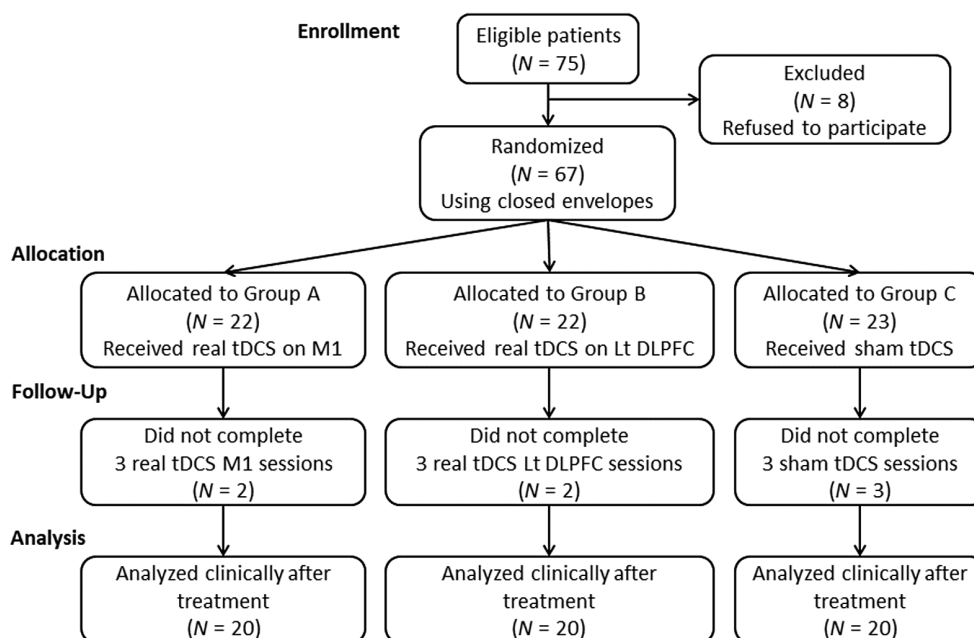 Enrollment
Eligible patients
(N = 75)
Excluded
(N = 8)
Refused to participate
Randomized
(N = 67)
Using closed envelopes
Allocation
Allocated to Group A
(N = 22)
Received real tDCS on M1
Allocated to Group B
(N = 22)
Received real tDCS on Lt DLPFC
Allocated to Group C
(N = 23)
Received sham tDCS
Follow-Up
Did not complete
3 real tDCS M1 sessions
(N = 2)
Did not complete
3 real tDCS Lt DLPFC sessions
(N = 2)
Did not complete
3 sham tDCS sessions
(N = 3)
Analysis
Analyzed clinically after
treatment
(N = 20)
Analyzed clinically after
treatment
(N = 20)
Analyzed clinically after
treatment
(N = 20)